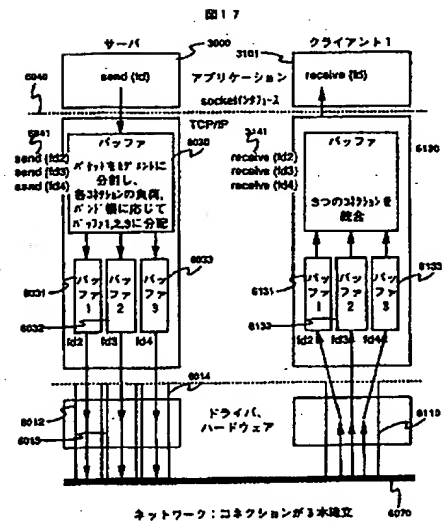 図17
サーバ
3000
send (fd)
アプリケーション
socketインタフェース
クライアント1
3101
receive (fd)
TCP/IP
send (fd2)
send (fd3)
send (fd4)
バッファ
6030
パケットをセグメントに
分割し、
各コネクションの負荷,
バンド幅に応じて
バッファ1,2,3に分配
6031
6032
6033
バッファ1
バッファ2
バッファ3
fd2
fd3
fd4
receive (fd2)
receive (fd3)
receive (fd4)
バッファ
6130
3つのコネクションを
統合
6131
6132
6133
バッファ1
バッファ2
バッファ3
fd2
fd3
fd4
6012
6013
6014
ドライバ、
ハードウェア
6110
ネットワーク：コネクションが3本確立
6070